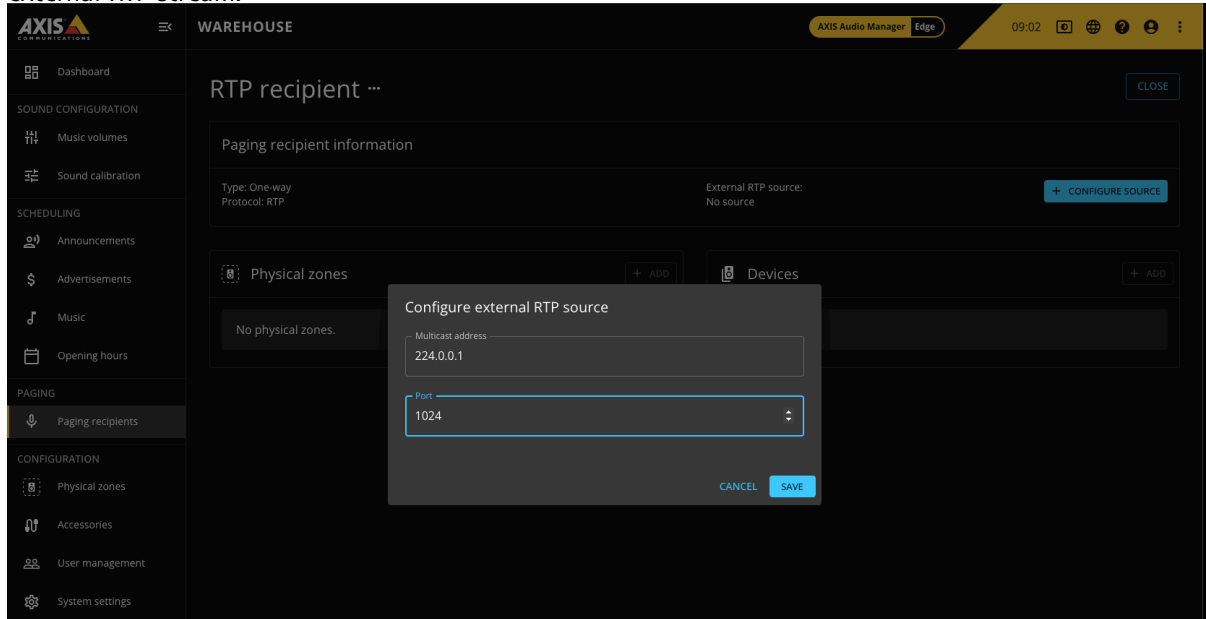 external RTP stream.
AXIS
COMMUNICATIONS
WAREHOUSE
AXIS Audio Manager Edge
09:02
Dashboard
RTP recipient ...
CLOSE
SOUND CONFIGURATION
Music volumes
Sound calibration
Paging recipient information
Type: One-way
Protocol: RTP
External RTP source:
No source
+ CONFIGURE SOURCE
SCHEDULING
Announcements
Advertisements
Music
Opening hours
Physical zones
+ ADD
Devices
+ ADD
No physical zones.
Configure external RTP source
Multicast address
224.0.0.1
Port
1024
CANCEL
SAVE
PAGING
Paging recipients
CONFIGURATION
Physical zones
Accessories
User management
System settings